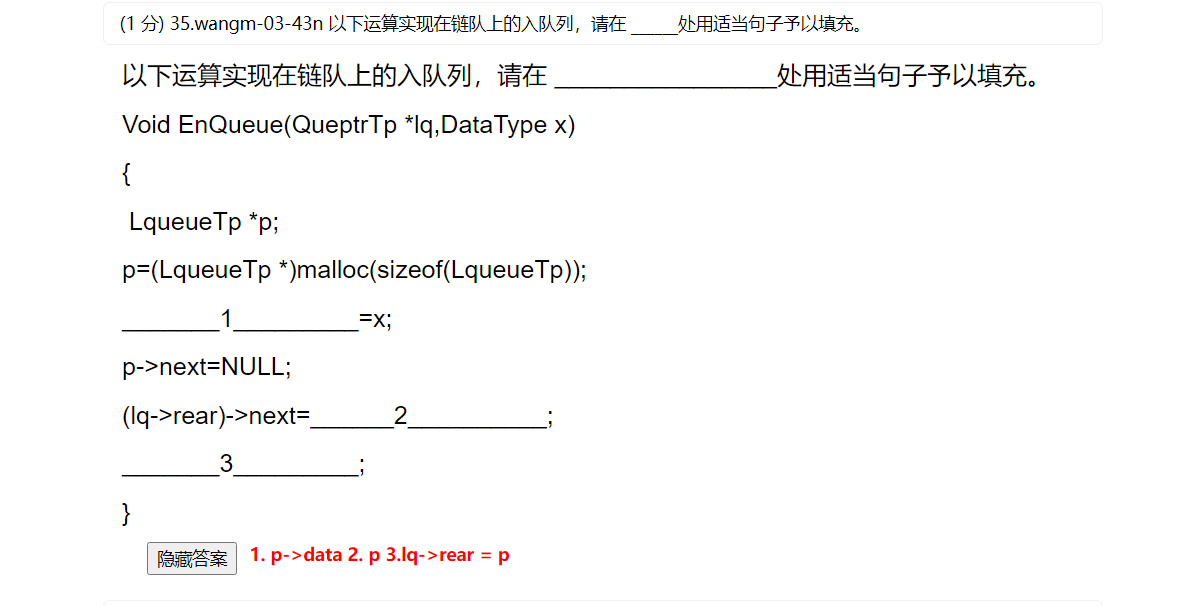 (1 分) 35.wangm-03-43n 以下运算实现在链队上的入队列，请在 _____处用适当句子予以填充。
以下运算实现在链队上的入队列，请在 ________________处用适当句子予以填充。
Void EnQueue(QueptrTp *lq,DataType x)
{
LqueueTp *p;
p=(LqueueTp *)malloc(sizeof(LqueueTp));
_______1_________=x;
p->next=NULL;
(lq->rear)->next=______2__________;
_______3_________;
}
隐藏答案 1. p->data 2. p 3.lq->rear = p